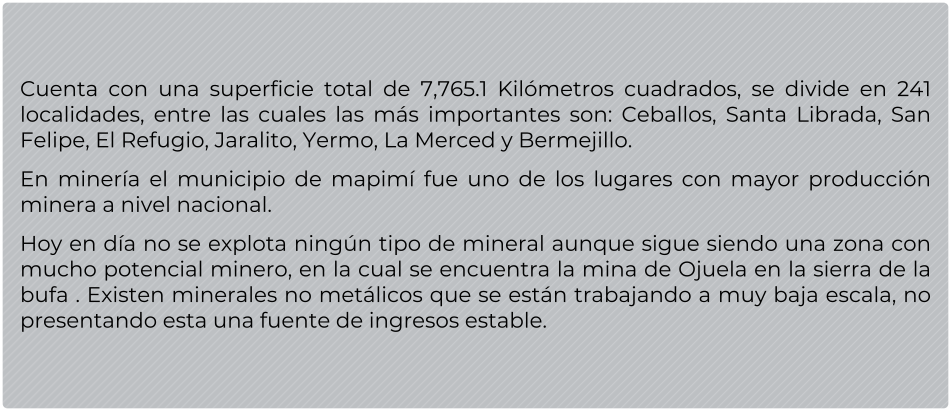 Cuenta con una superficie total de 7,765.1 Kilómetros cuadrados, se divide en 241
localidades, entre las cuales las más importantes son: Ceballos, Santa Librada, San
Felipe, El Refugio, Jaralito, Yermo, La Merced y Bermejillo.
En minería el municipio de mapimí fue uno de los lugares con mayor producción
minera a nivel nacional.
Hoy en día no se explota ningún tipo de mineral aunque sigue siendo una zona con
mucho potencial minero, en la cual se encuentra la mina de Ojuela en la sierra de la
bufa . Existen minerales no metálicos que se están trabajando a muy baja escala, no
presentando esta una fuente de ingresos estable.